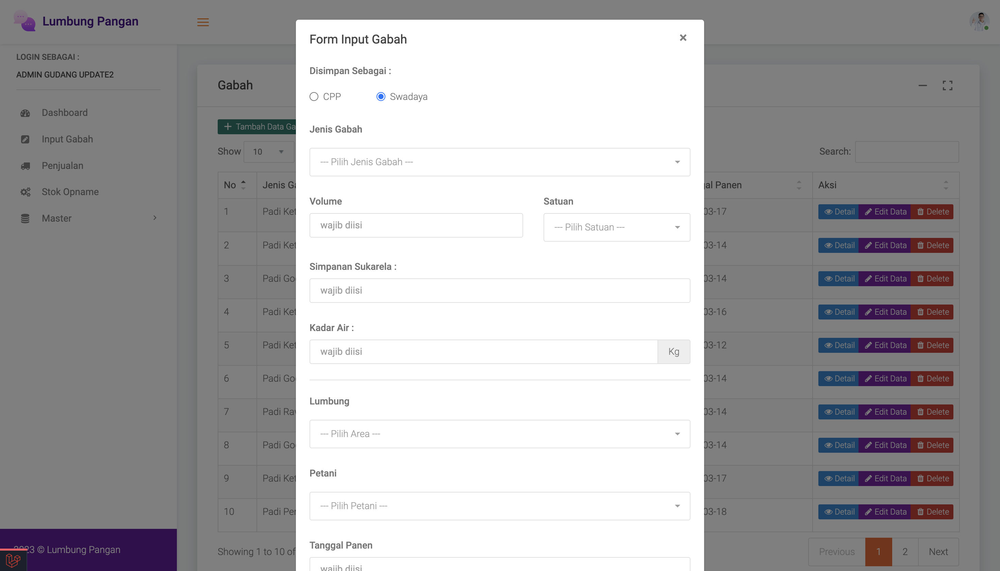 Lumbung Pangan
LOGIN SEBAGAI :
ADMIN GUDANG UPDATE2
Dashboard
Input Gabah
Penjualan
Stok Opname
Master
2023 © Lumbung Pangan
Gabah
Tambah Data Ga
Show 10
Search:
No Jenis Ga gal Panen Aksi
1 Padi Ket 03-17 Detail Edit Data Delete
2 Padi Ket 03-14 Detail Edit Data Delete
3 Padi Go 03-14 Detail Edit Data Delete
4 Padi Ket 03-16 Detail Edit Data Delete
5 Padi Ket 03-12 Detail Edit Data Delete
6 Padi Go 03-14 Detail Edit Data Delete
7 Padi Rav 03-14 Detail Edit Data Delete
8 Padi Go 03-14 Detail Edit Data Delete
9 Padi Ket 03-17 Detail Edit Data Delete
10 Padi Per 03-18 Detail Edit Data Delete
Showing 1 to 10 of
Previous 1 2 Next
Form Input Gabah
×
Disimpan Sebagai :
CPP Swadaya
Jenis Gabah
--- Pilih Jenis Gabah ---
Volume Satuan
wajib diisi --- Pilih Satuan ---
Simpanan Sukarela :
wajib diisi
Kadar Air :
wajib diisi Kg
Lumbung
--- Pilih Area ---
Petani
--- Pilih Petani ---
Tanggal Panen
wajib diisi